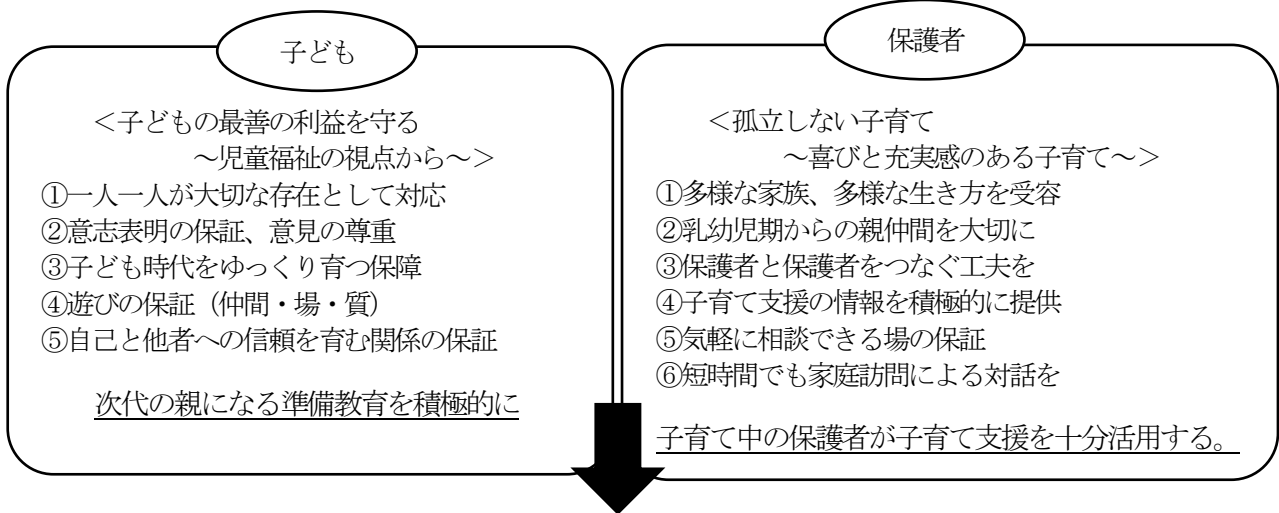 子ども
＜子どもの最善の利益を守る
～児童福祉の視点から～＞
①一人一人が大切な存在として対応
②意志表明の保証、意見の尊重
③子ども時代をゆっくり育つ保障
④遊びの保証（仲間・場・質）
⑤自己と他者への信頼を育む関係の保証
次代の親になる準備教育を積極的に
保護者
＜孤立しない子育て
～喜びと充実感のある子育て～＞
①多様な家族、多様な生き方を受容
②乳幼児期からの親仲間を大切に
③保護者と保護者をつなぐ工夫を
④子育て支援の情報を積極的に提供
⑤気軽に相談できる場の保証
⑥短時間でも家庭訪問による対話を
子育て中の保護者が子育て支援を十分活用する。